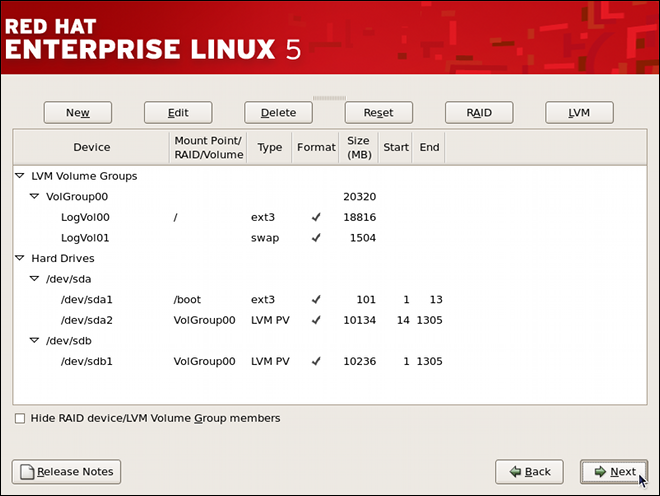 RED HAT
ENTERPRISE LINUX 5
New Edit Delete Reset RAID LVM
Device Mount Point/ RAID/Volume Type Format Size (MB) Start End
LVM Volume Groups
VolGroup00 20320
LogVol00 / ext3 18816
LogVol01 swap 1504
Hard Drives
/dev/sda
/dev/sda1 /boot ext3 101 1 13
/dev/sda2 VolGroup00 LVM PV 10134 14 1305
/dev/sdb
/dev/sdb1 VolGroup00 LVM PV 10236 1 1305
Hide RAID device/LVM Volume Group members
Release Notes Back Next